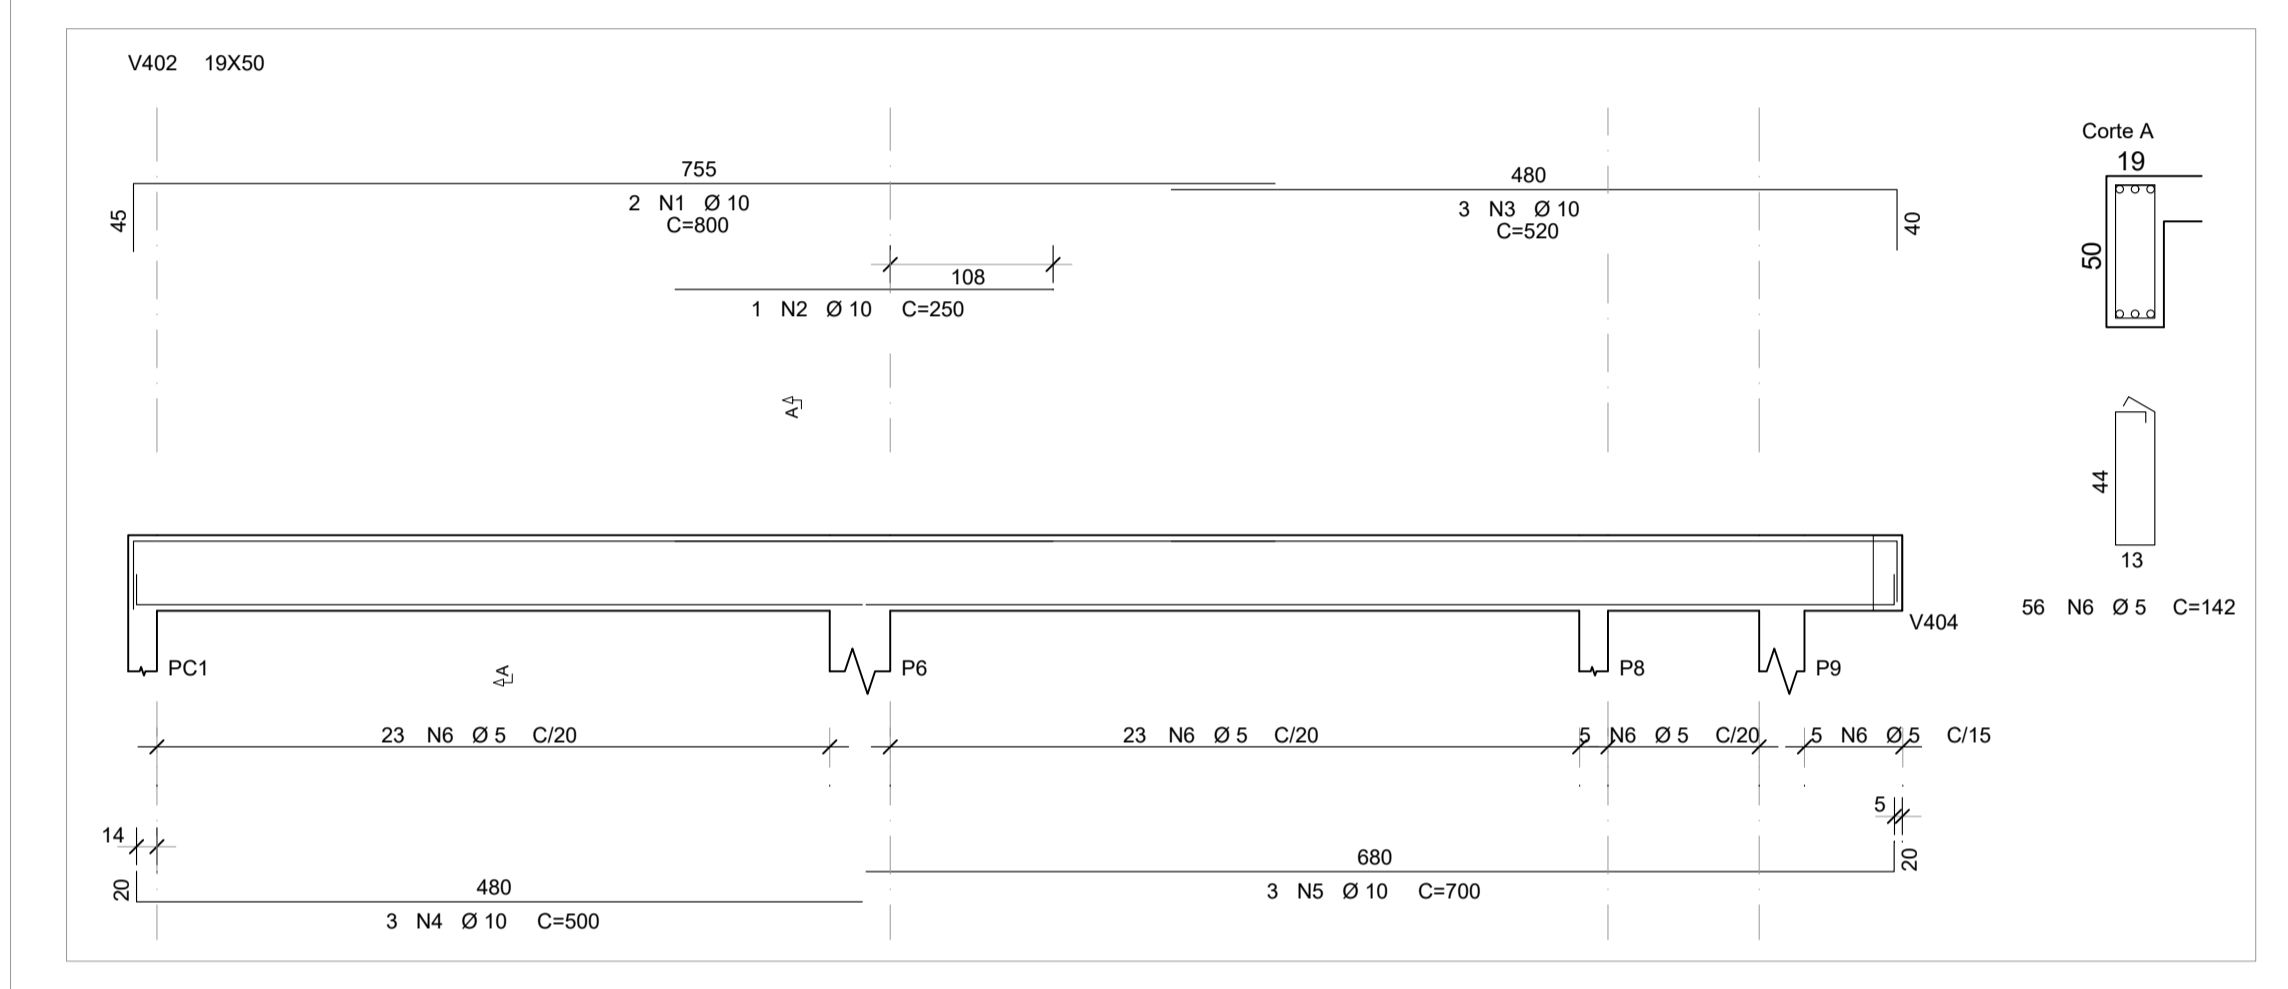 V402 19X50
755
2 N1 Ø 10
C=800
45
480
3 N3 Ø 10
C=520
40
108
1 N2 Ø 10 C=250
A
Corte A
19
50
44
13
56 N6 Ø 5 C=142
V404
PC1
A
P6
P8
P9
23 N6 Ø 5 C/20
23 N6 Ø 5 C/20
5 N6 Ø 5 C/20
5 N6 Ø 5 C/15
14
5
20
480
3 N4 Ø 10 C=500
680
3 N5 Ø 10 C=700
20